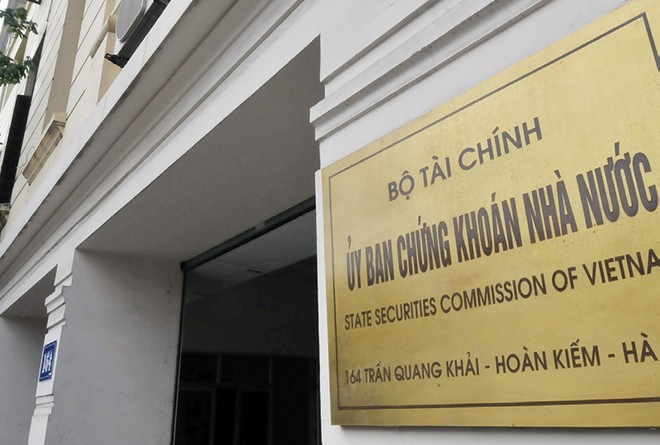 BỘ TÀI CHÍNH
ỦY BAN CHỨNG KHOÁN NHÀ NƯỚC
STATE SECURITIES COMMISSION OF VIETNA
164 TRẦN QUANG KHẢI - HOÀN KIẾM - HÀ
164